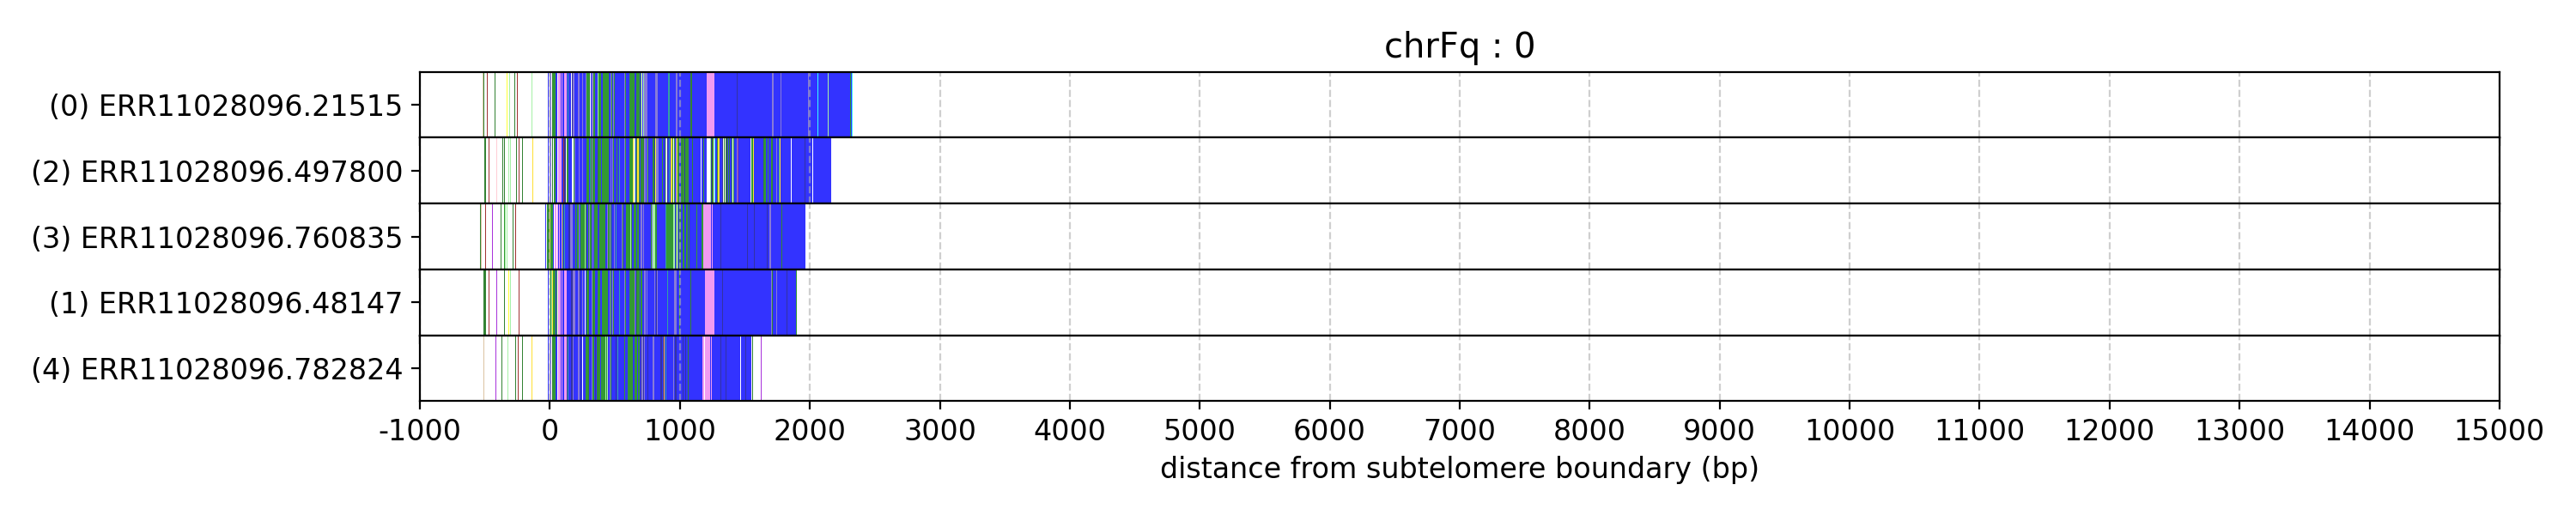 chrFq : 0
(0) ERR11028096.21515
(2) ERR11028096.497800
(3) ERR11028096.760835
(1) ERR11028096.48147
(4) ERR11028096.782824
-1000 0 1000 2000 3000 4000 5000 6000 7000 8000 9000 10000 11000 12000 13000 14000 15000
distance from subtelomere boundary (bp)